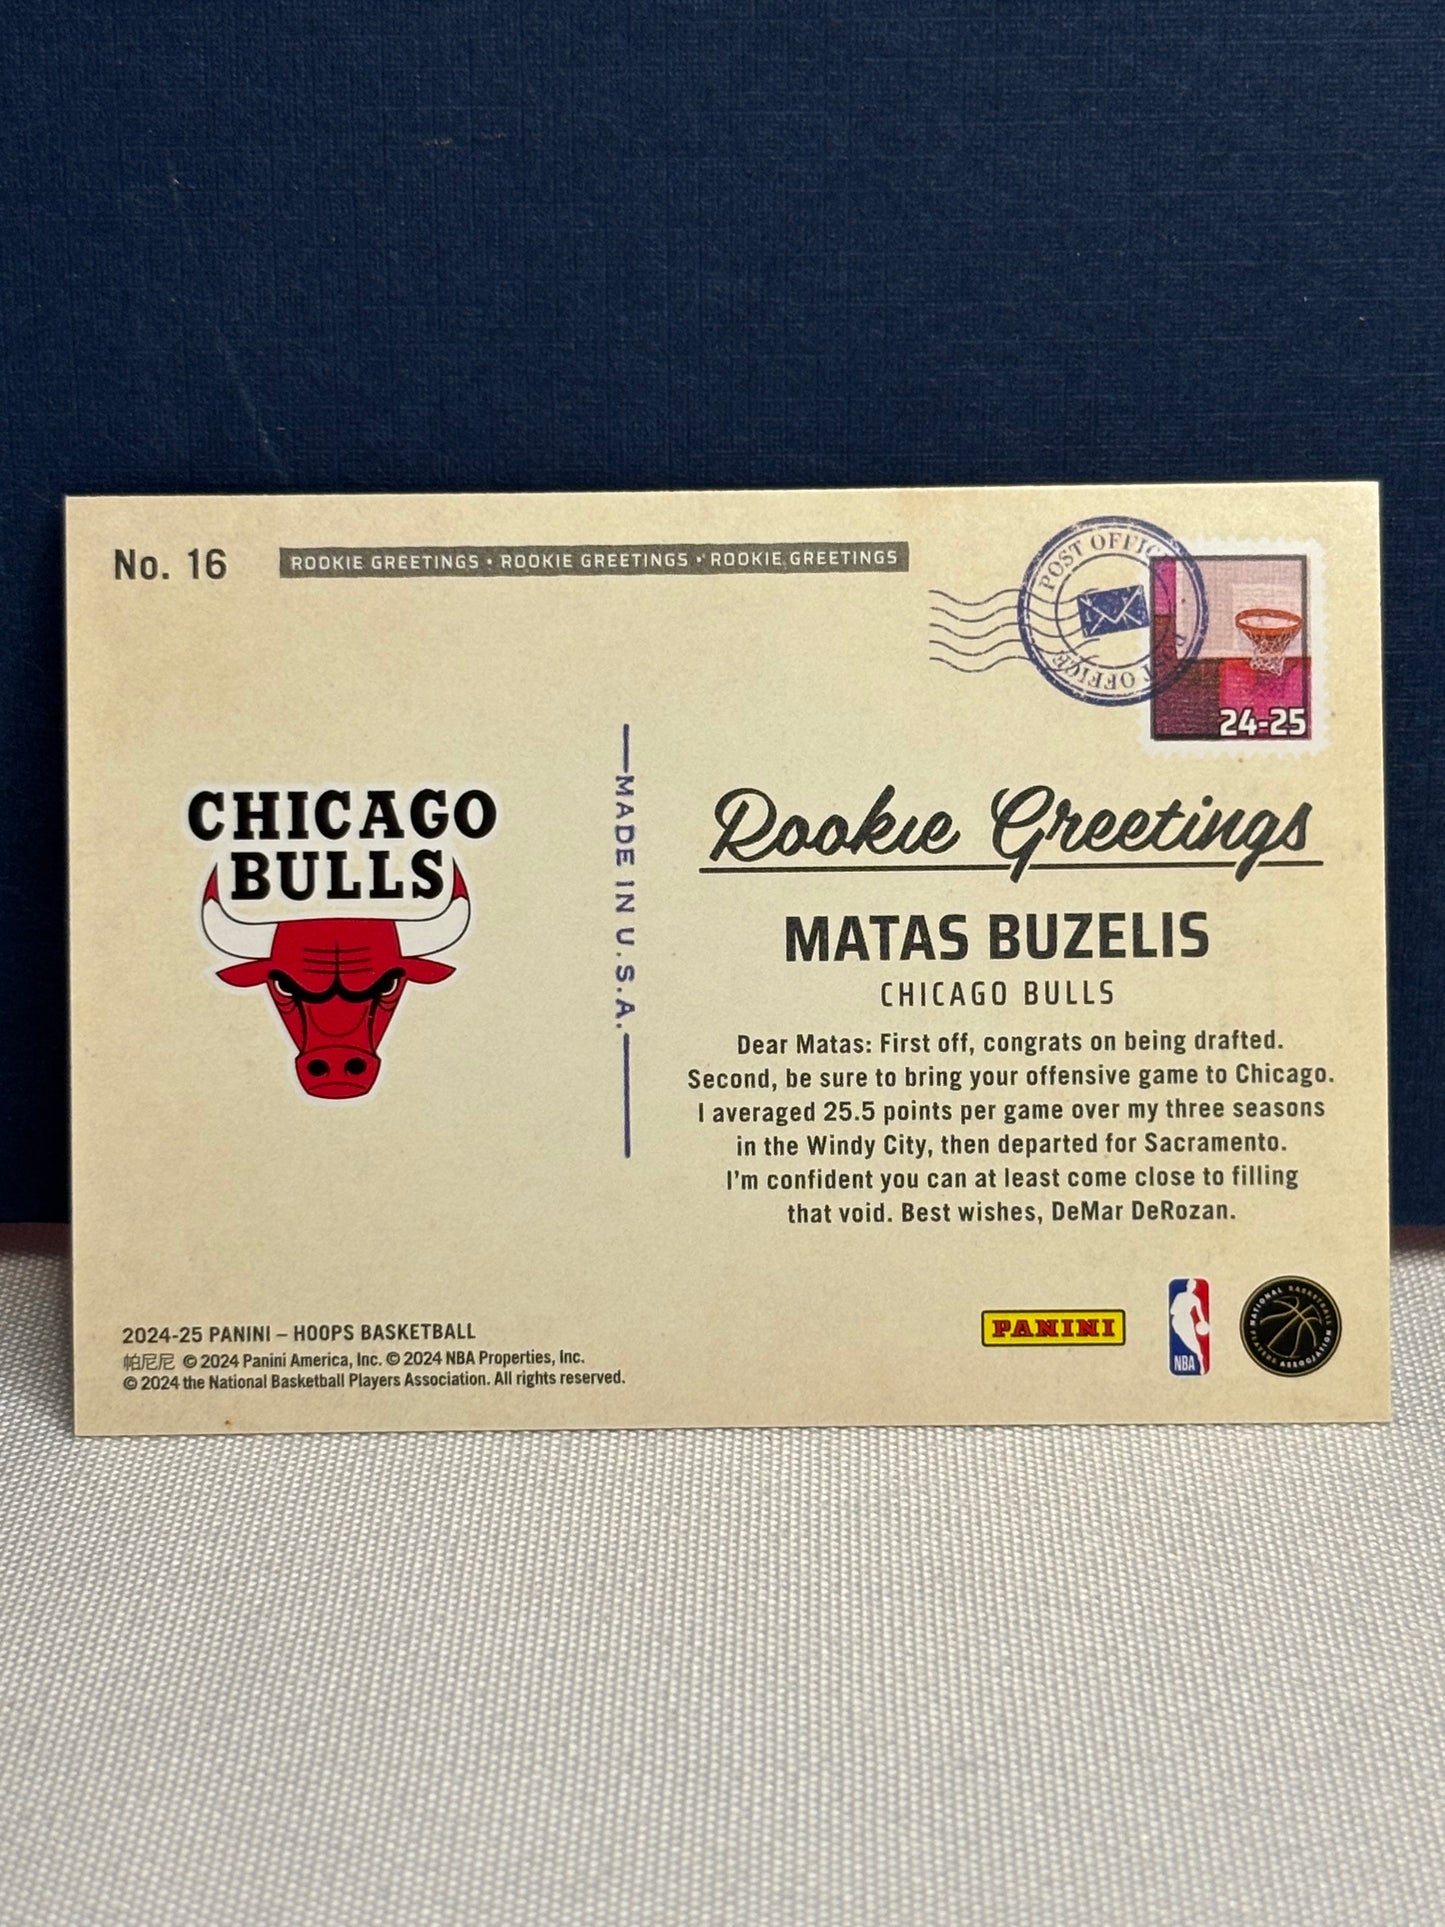 No. 16
ROOKIE GREETINGS • ROOKIE GREETINGS • ROOKIE GREETINGS
POST OFFICE
POST OFFICE
24-25
CHICAGO
BULLS
MADE IN U.S.A.
Rookie Greetings
MATAS BUZELIS
CHICAGO BULLS
Dear Matas: First off, congrats on being drafted.
Second, be sure to bring your offensive game to Chicago.
I averaged 25.5 points per game over my three seasons
in the Windy City, then departed for Sacramento.
I'm confident you can at least come close to filling
that void. Best wishes, DeMar DeRozan.
2024-25 PANINI – HOOPS BASKETBALL
帕尼尼 © 2024 Panini America, Inc. © 2024 NBA Properties, Inc.
© 2024 the National Basketball Players Association. All rights reserved.
PANINI
NBA
NATIONAL BASKETBALL PLAYERS ASSOCIATION